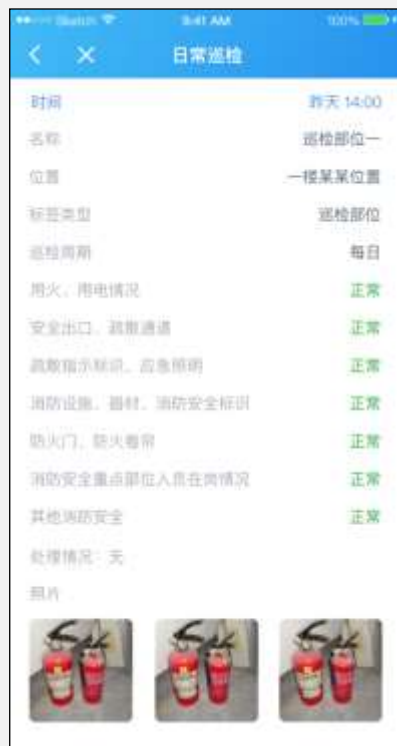 Sketch 9:41 AM 100%
日常巡检
时间 昨天 14:00
名称 巡检部位一
位置 一楼某某位置
标签类型 巡检部位
巡检周期 每日
用火、用电情况 正常
安全出口、疏散通道 正常
疏散指示标识、应急照明 正常
消防设施、器材、消防安全标识 正常
防火门、防火卷帘 正常
消防安全重点部位人员在岗情况 正常
其他消防安全 正常
处理情况：无
照片